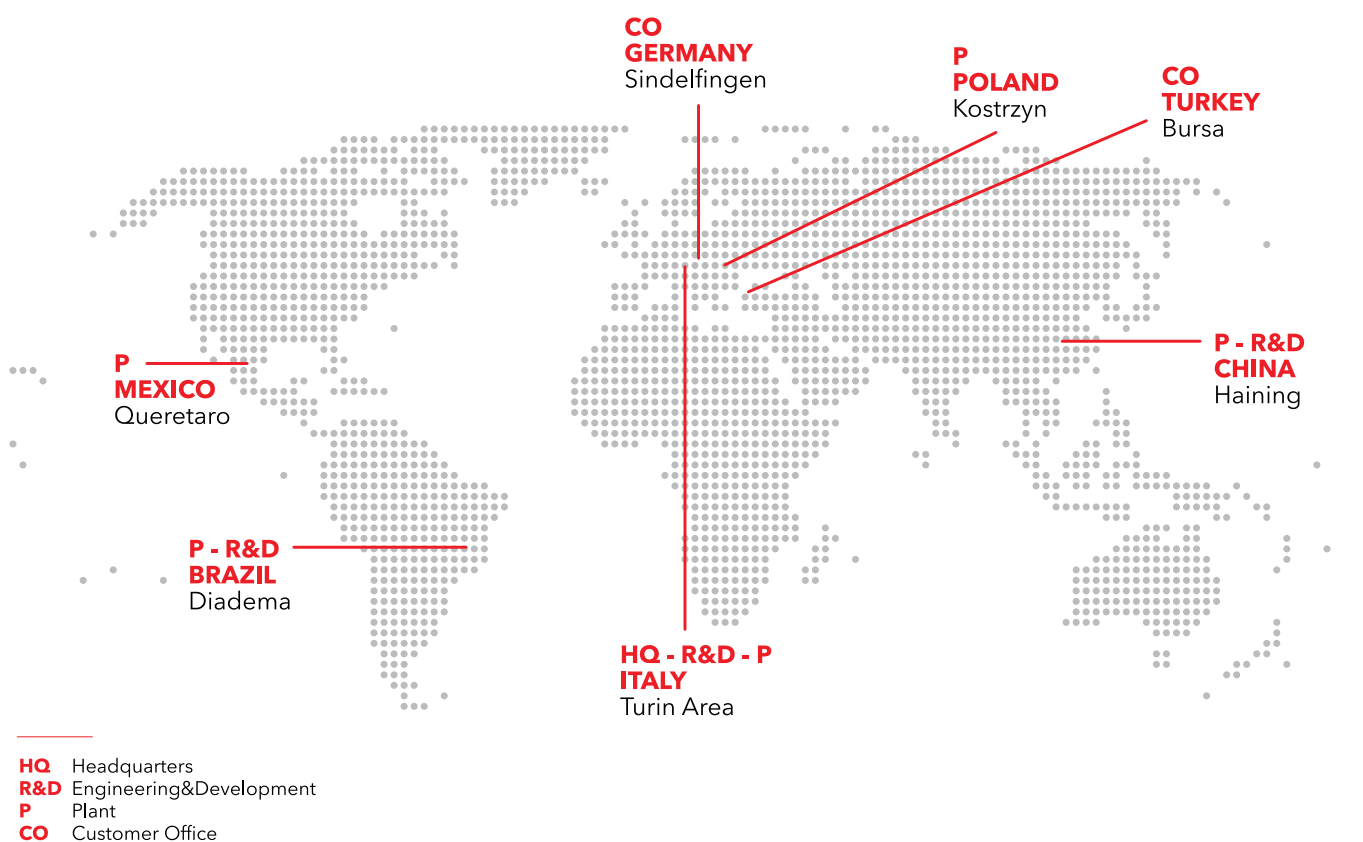 CO
GERMANY
Sindelfingen
P
POLAND
Kostrzyn
CO
TURKEY
Bursa
P - R&D
CHINA
Haining
P
MEXICO
Queretaro
P - R&D
BRAZIL
Diadema
HQ - R&D - P
ITALY
Turin Area
HQ Headquarters
R&D Engineering&Development
P Plant
CO Customer Office